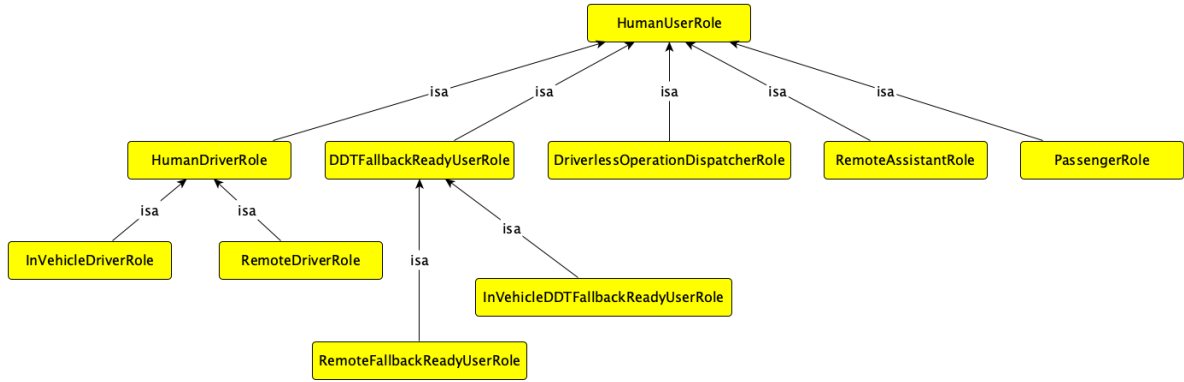 HumanUserRole
isa
isa
isa
isa
isa
HumanDriverRole
DDTFallbackReadyUserRole
DriverlessOperationDispatcherRole
RemoteAssistantRole
PassengerRole
isa
isa
isa
InVehicleDriverRole
RemoteDriverRole
isa
InVehicleDDTFallbackReadyUserRole
RemoteFallbackReadyUserRole